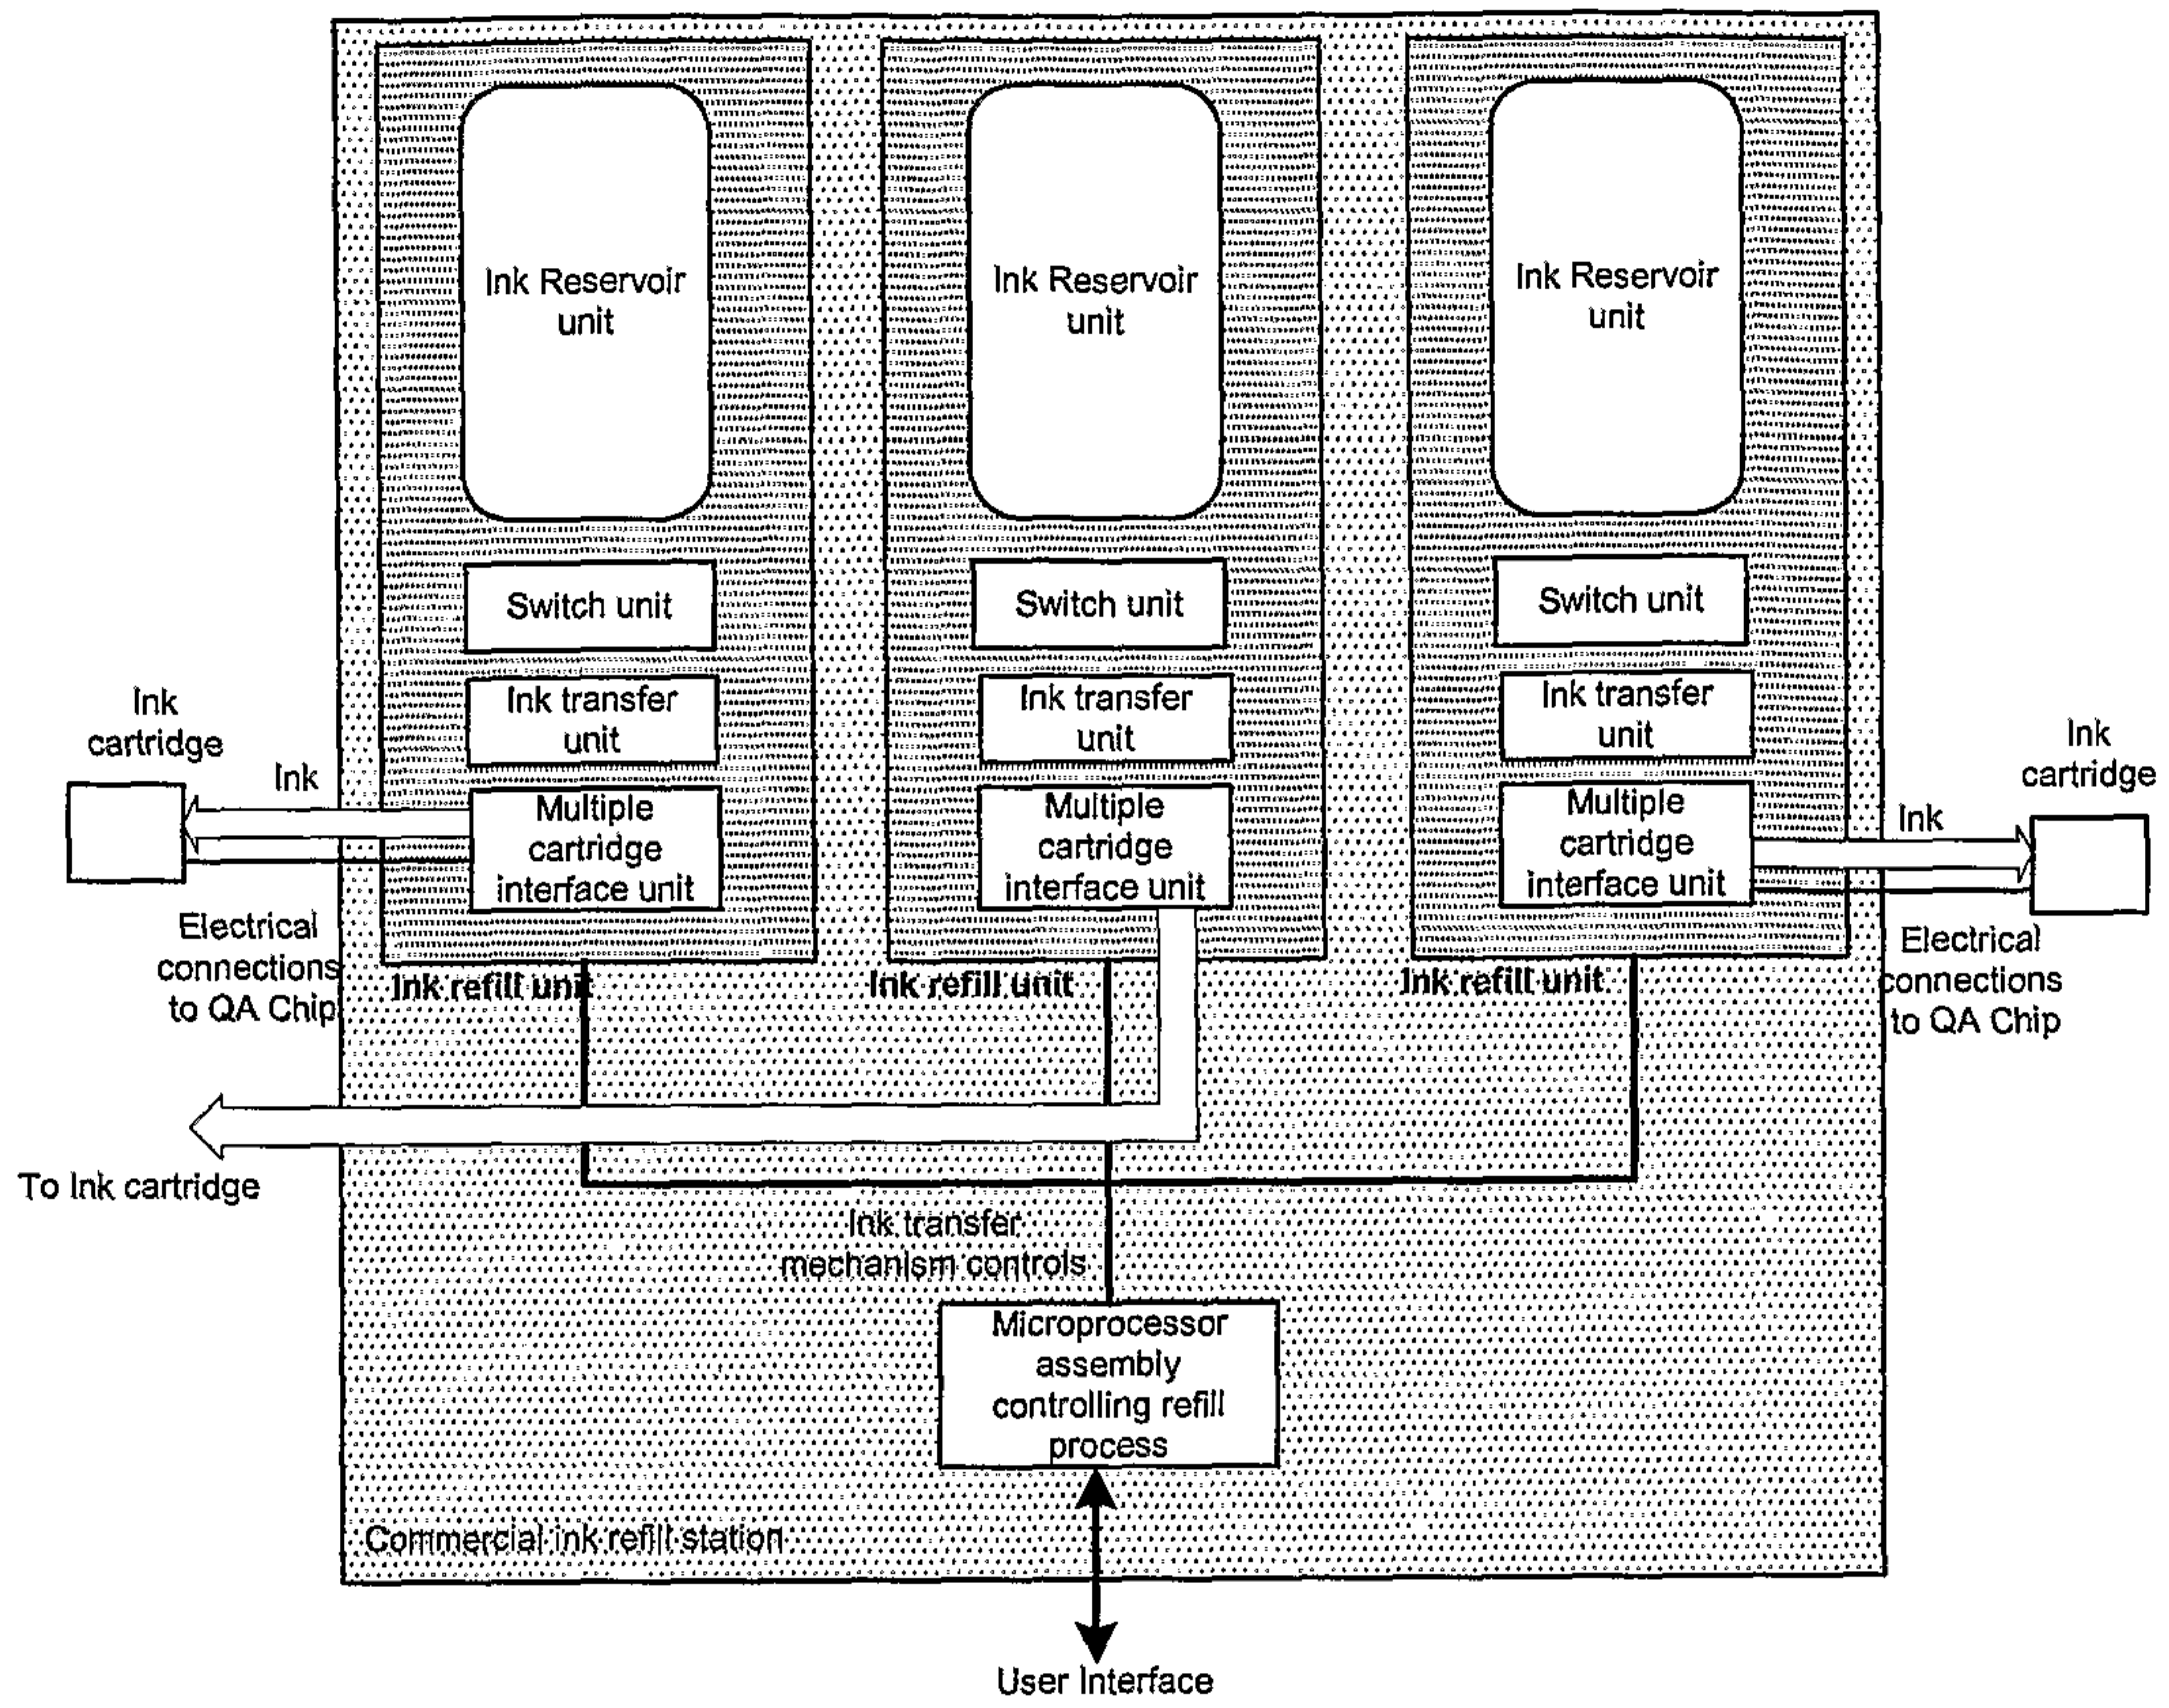 Ink Reservoir
unit
Ink Reservoir
unit
Ink Reservoir
unit
Switch unit
Switch unit
Switch unit
Ink transfer
unit
Ink transfer
unit
Ink transfer
unit
Ink
cartridge
Ink
Multiple
cartridge
interface unit
Multiple
cartridge
interface unit
Multiple
cartridge
interface unit
Ink
Ink
cartridge
Electrical
connections
to QA Chip
Ink refill unit
Ink refill unit
Ink refill unit
Electrical
connections
to QA Chip
To Ink cartridge
Ink transfer
mechanism controls
Microprocessor
assembly
controlling refill
process
Commercial ink refill station
User Interface